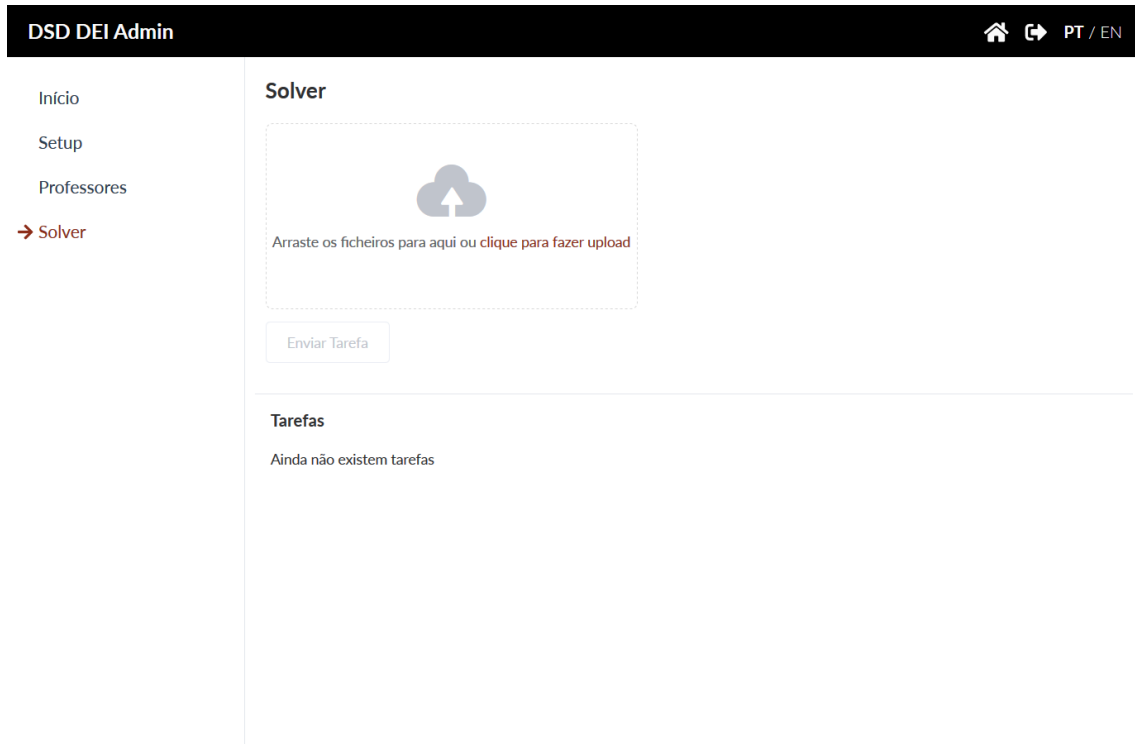 DSD DEI Admin
PT / EN
Início
Setup
Professores
Solver
Solver
Arraste os ficheiros para aqui ou clique para fazer upload
Enviar Tarefa
Tarefas
Ainda não existem tarefas